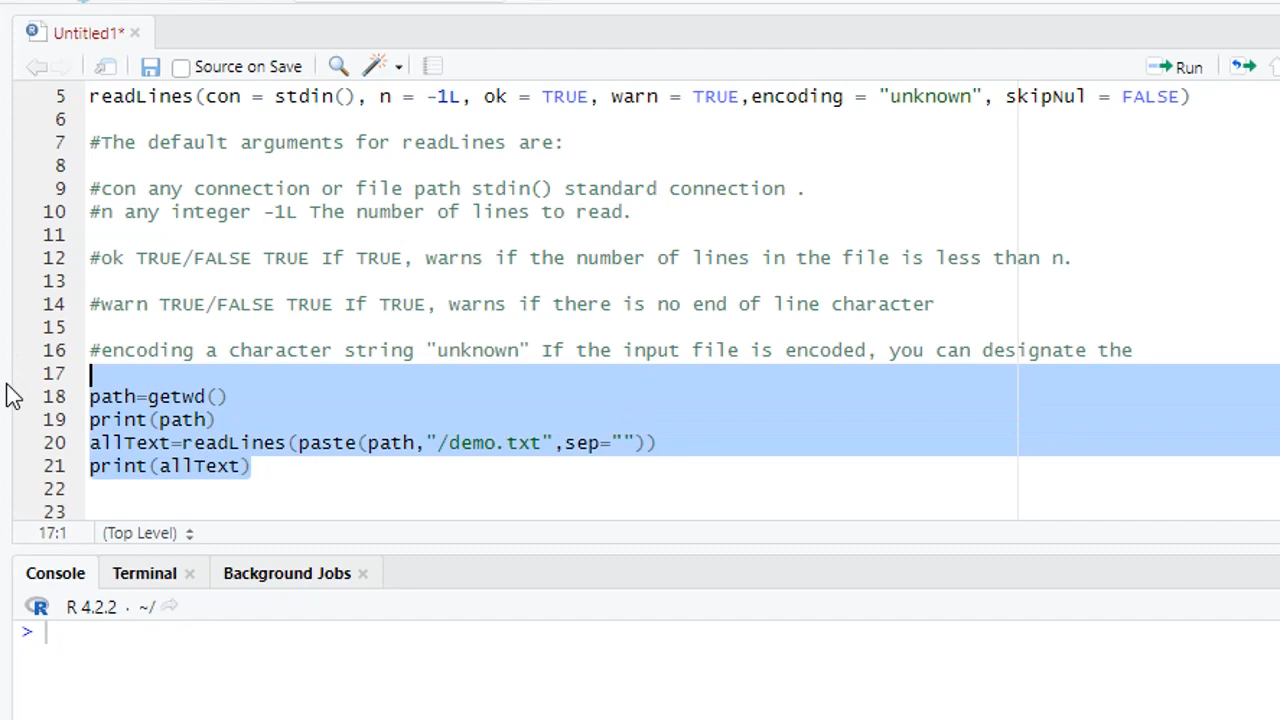 Untitled1*
Source on Save
Run
5 readLines(con = stdin(), n = -1L, ok = TRUE, warn = TRUE,encoding = "unknown", skipNul = FALSE)
6
7 #The default arguments for readLines are:
8
9 #con any connection or file path stdin() standard connection .
10 #n any integer -1L The number of lines to read.
11
12 #ok TRUE/FALSE TRUE If TRUE, warns if the number of lines in the file is less than n.
13
14 #warn TRUE/FALSE TRUE If TRUE, warns if there is no end of line character
15
16 #encoding a character string "unknown" If the input file is encoded, you can designate the
17
18 path=getwd()
19 print(path)
20 allText=readLines(paste(path,"/demo.txt",sep=""))
21 print(allText)
22
23
17:1 (Top Level)
Console Terminal Background Jobs
R R 4.2.2 · ~/
>